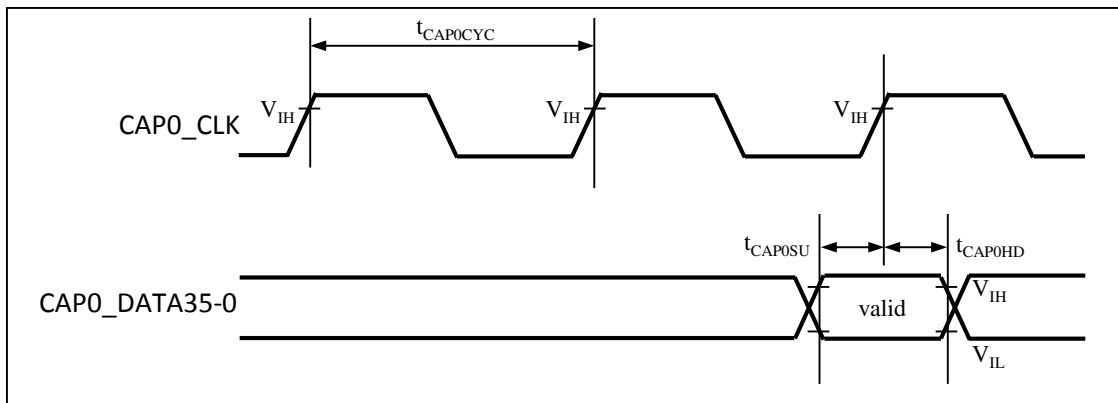 tCAP0CYC
VIH VIH VIH
CAP0_CLK
tCAP0SU tCAP0HD
CAP0_DATA35-0 valid VIH
VIL